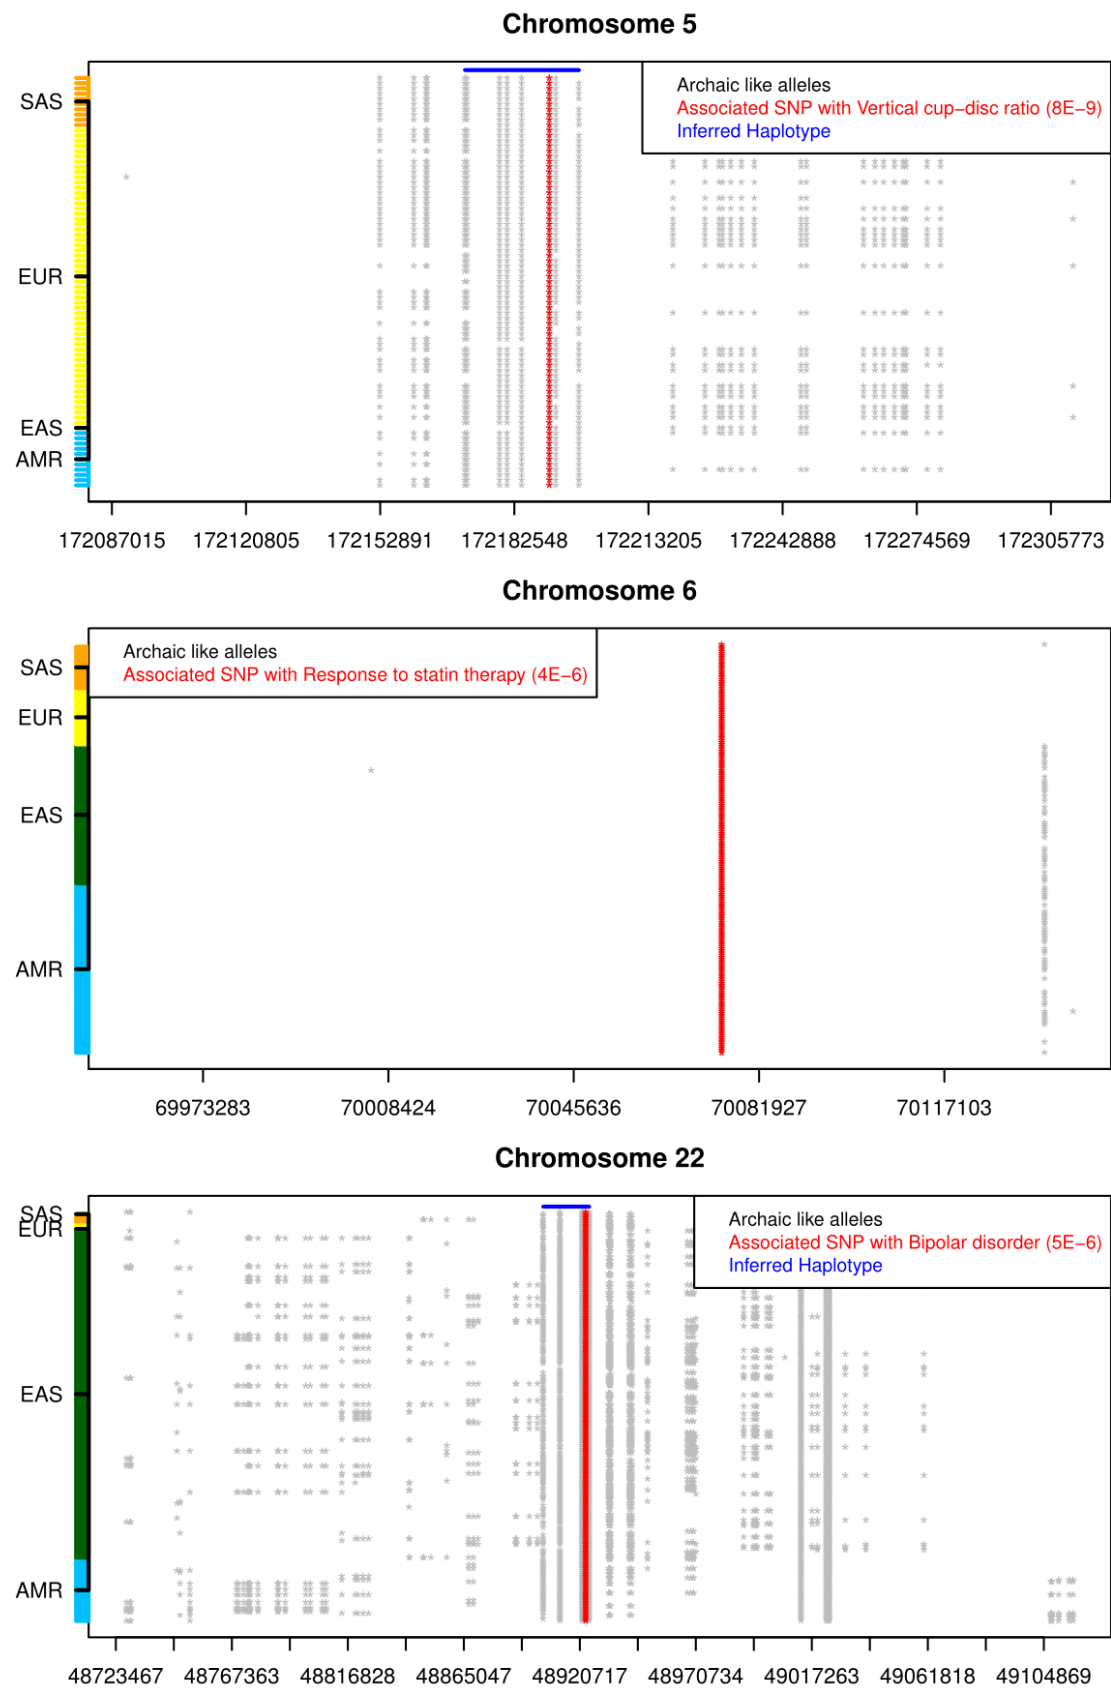 Chromosome 5
Archaic like alleles
Associated SNP with Vertical cup−disc ratio (8E−9)
Inferred Haplotype
SAS
EUR
EAS
AMR
172087015 172120805 172152891 172182548 172213205 172242888 172274569 172305773
Chromosome 6
Archaic like alleles
Associated SNP with Response to statin therapy (4E−6)
SAS
EUR
EAS
AMR
69973283 70008424 70045636 70081927 70117103
Chromosome 22
Archaic like alleles
Associated SNP with Bipolar disorder (5E−6)
Inferred Haplotype
SAS
EUR
EAS
AMR
48723467 48767363 48816828 48865047 48920717 48970734 49017263 49061818 49104869